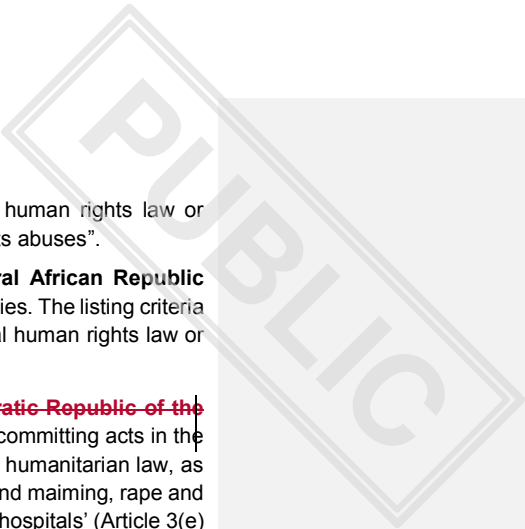 human rights law or
ts abuses”.
ral African Republic
ies. The listing criteria
al human rights law or
ratic Republic of the
committing acts in the
humanitarian law, as
nd maiming, rape and
hospitals’ (Article 3(e)
PUBLIC